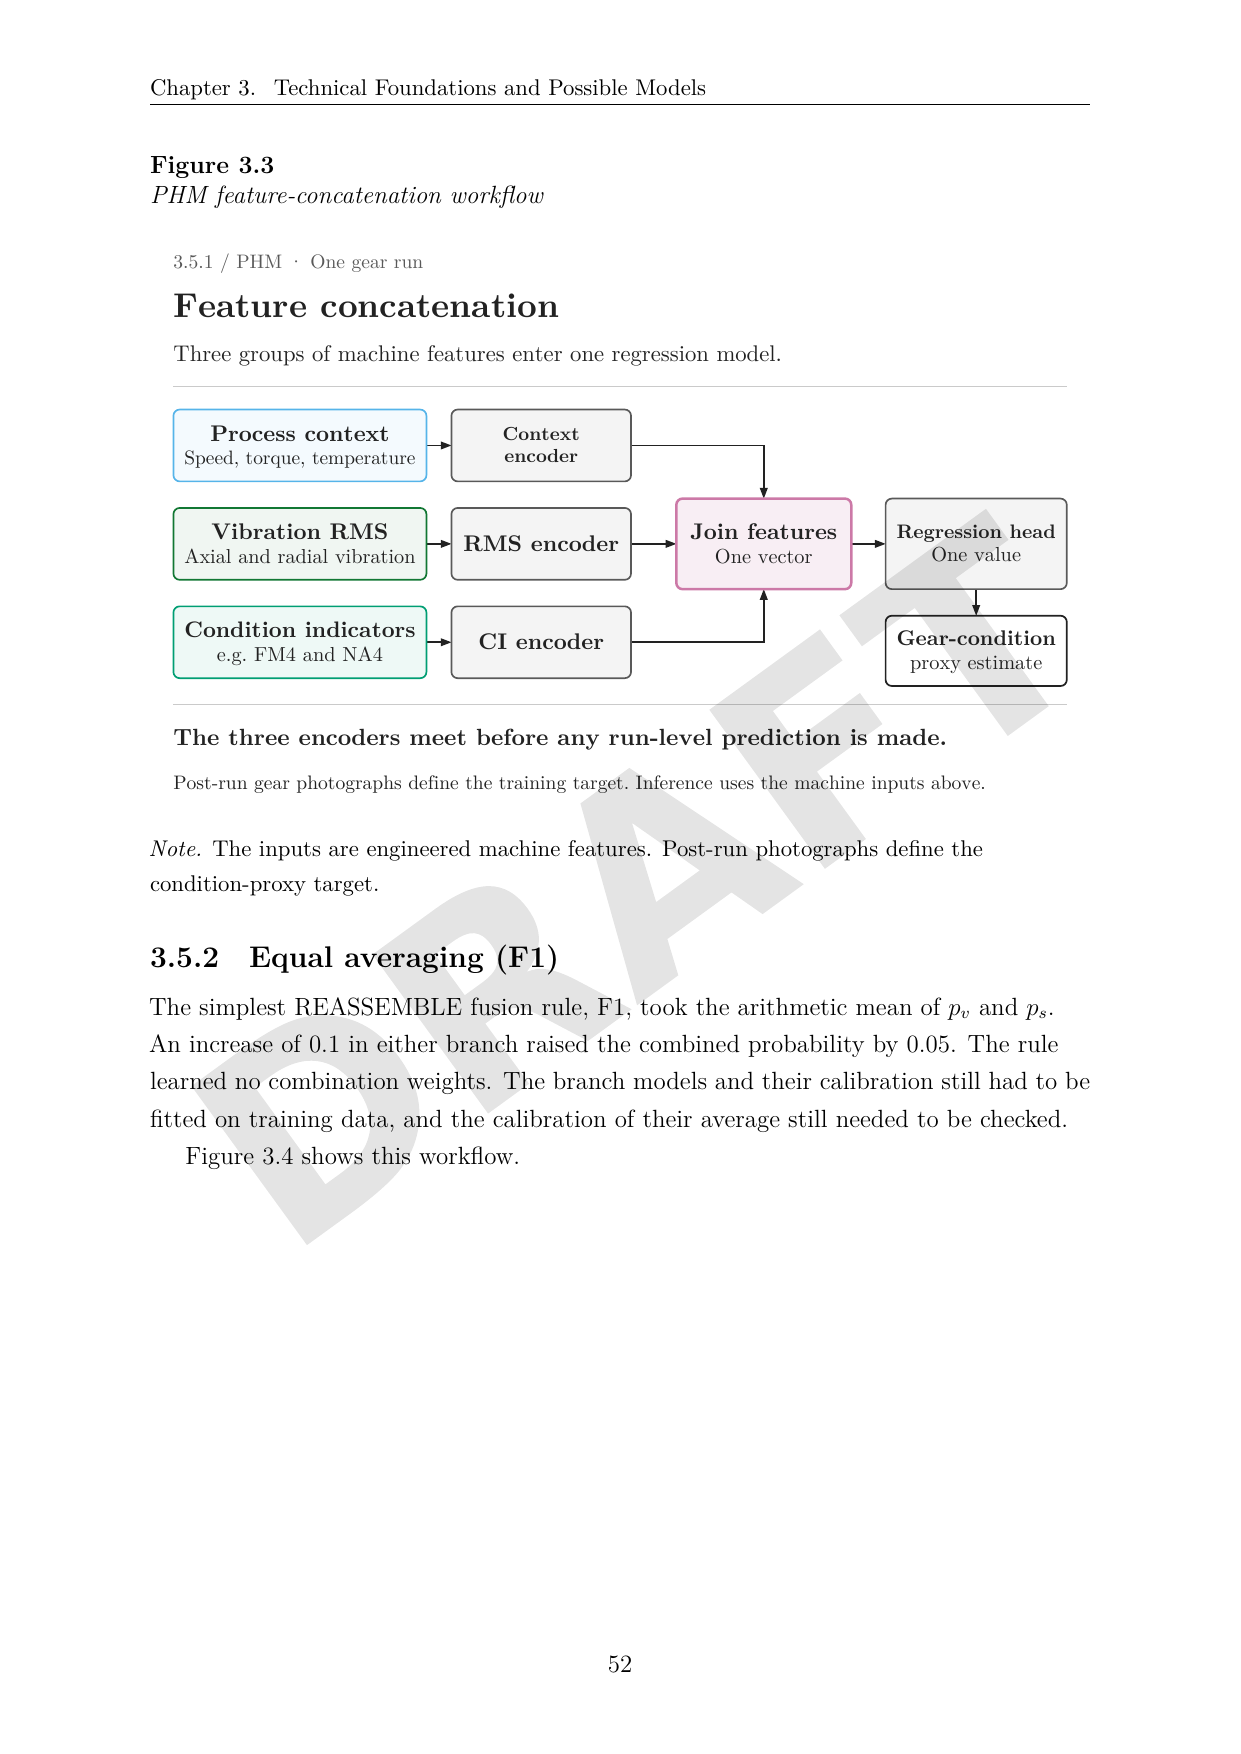 Chapter 3. Technical Foundations and Possible Models
Figure 3.3
PHM feature-concatenation workflow
3.5.1 / PHM · One gear run
Feature concatenation
Three groups of machine features enter one regression model.
Process context
Speed, torque, temperature
Context
encoder
Vibration RMS
Axial and radial vibration
RMS encoder
Join features
One vector
Regression head
One value
Condition indicators
e.g. FM4 and NA4
CI encoder
Gear-condition
proxy estimate
The three encoders meet before any run-level prediction is made.
Post-run gear photographs define the training target. Inference uses the machine inputs above.
Note. The inputs are engineered machine features. Post-run photographs define the
condition-proxy target.
3.5.2 Equal averaging (F1)
The simplest REASSEMBLE fusion rule, F1, took the arithmetic mean of pᵥ and pₛ.
An increase of 0.1 in either branch raised the combined probability by 0.05. The rule
learned no combination weights. The branch models and their calibration still had to be
fitted on training data, and the calibration of their average still needed to be checked.
Figure 3.4 shows this workflow.
52
DRAFT